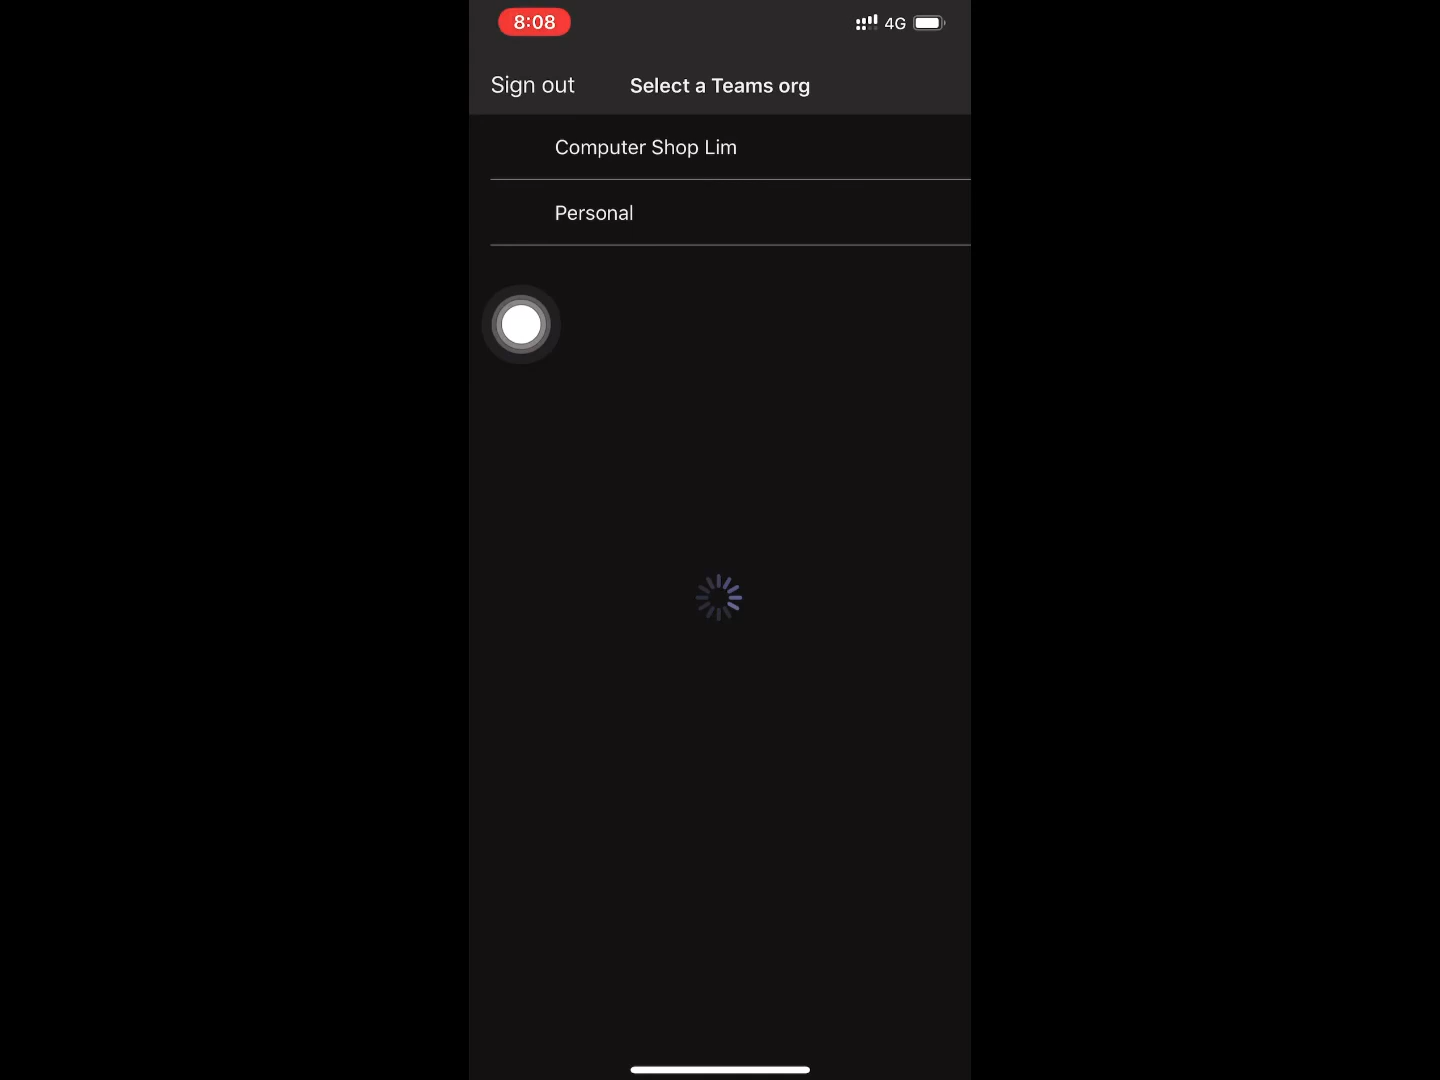 8:08
4G
Sign out
Select a Teams org
Computer Shop Lim
Personal